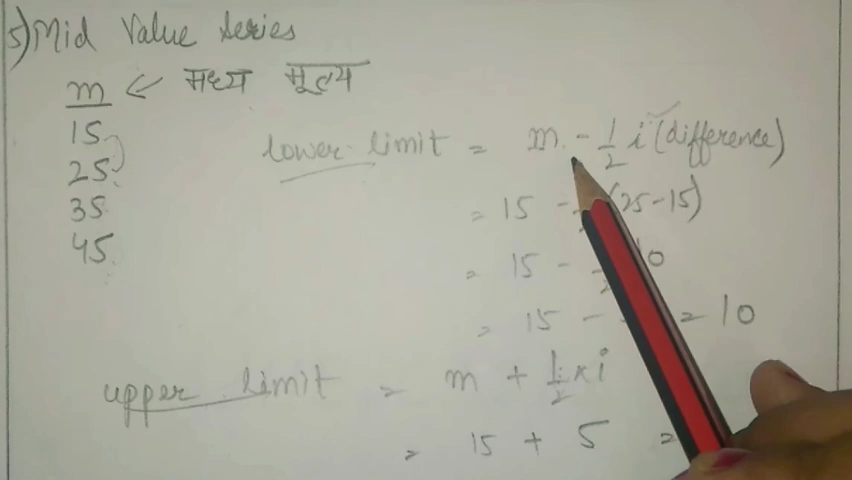 5) Mid Value Series
m ← मध्य मूल्य
15
25
35
45
lower limit = m - 1/2 i (difference)
= 15 - (25-15)
= 15 - 10
= 15 - = 10
upper limit = m + 1/2 x i
= 15 + 5 =